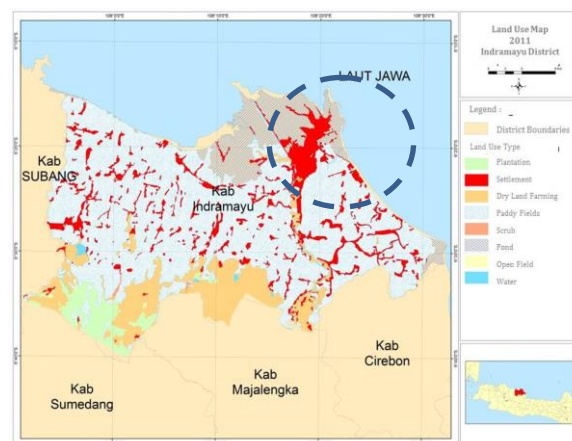 Land Use Map
2011
Indramayu District
LAUT JAWA
Kab
SUBANG
Kab
Indramayu
Kab
Cirebon
Kab
Majalengka
Kab
Sumedang
Legend :
District Boundaries
Land Use Type
Plantation
Settlement
Dry Land Farming
Paddy Fields
Scrub
Pond
Open Field
Water